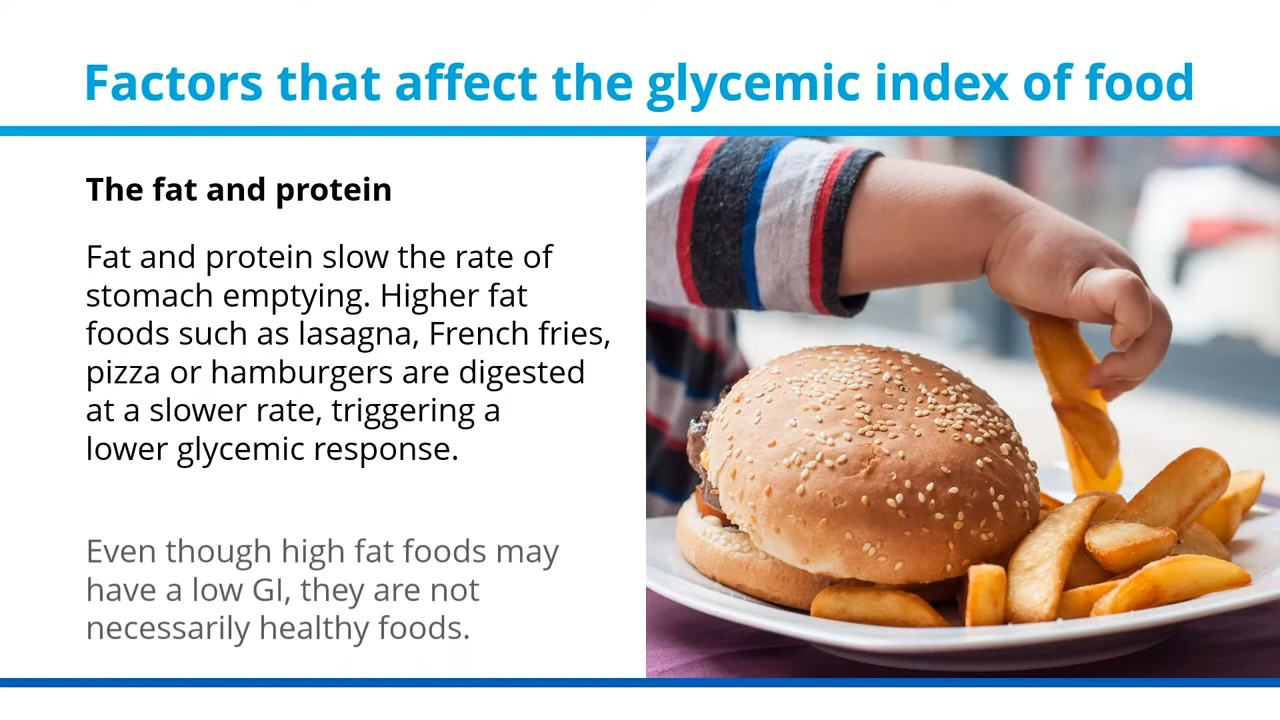 Factors that affect the glycemic index of food
The fat and protein
Fat and protein slow the rate of
stomach emptying. Higher fat
foods such as lasagna, French fries,
pizza or hamburgers are digested
at a slower rate, triggering a
lower glycemic response.
Even though high fat foods may
have a low GI, they are not
necessarily healthy foods.